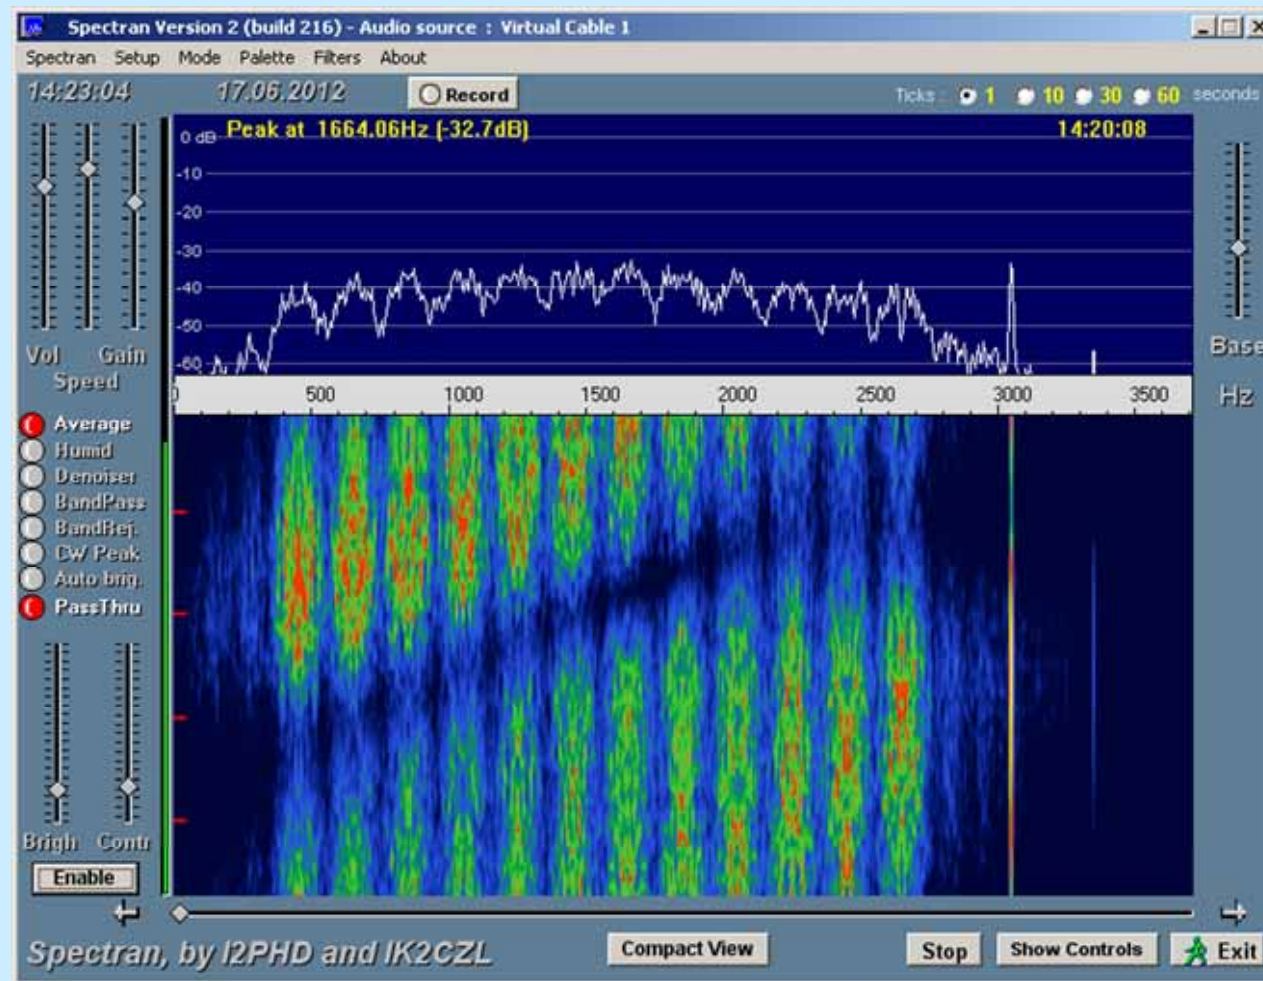 Spectran Version 2 (build 216) - Audio source : Virtual Cable 1
Spectran Setup Mode Palette Filters About
14:23:04 17.06.2012 Record Ticks : 1 10 30 60 seconds
0 dB Peak at 1664.06Hz (-32.7dB) 14:20:08
-10
-20
-30
-40
-50
-60
Vol Gain
Speed
Base
0 500 1000 1500 2000 2500 3000 3500 Hz
Average
Humid
Denoiser
BandPass
BandRej.
CW Peak
Auto brig.
PassThru
Brigh Contr
Enable
Spectran, by I2PHD and IK2CZL Compact View Stop Show Controls Exit